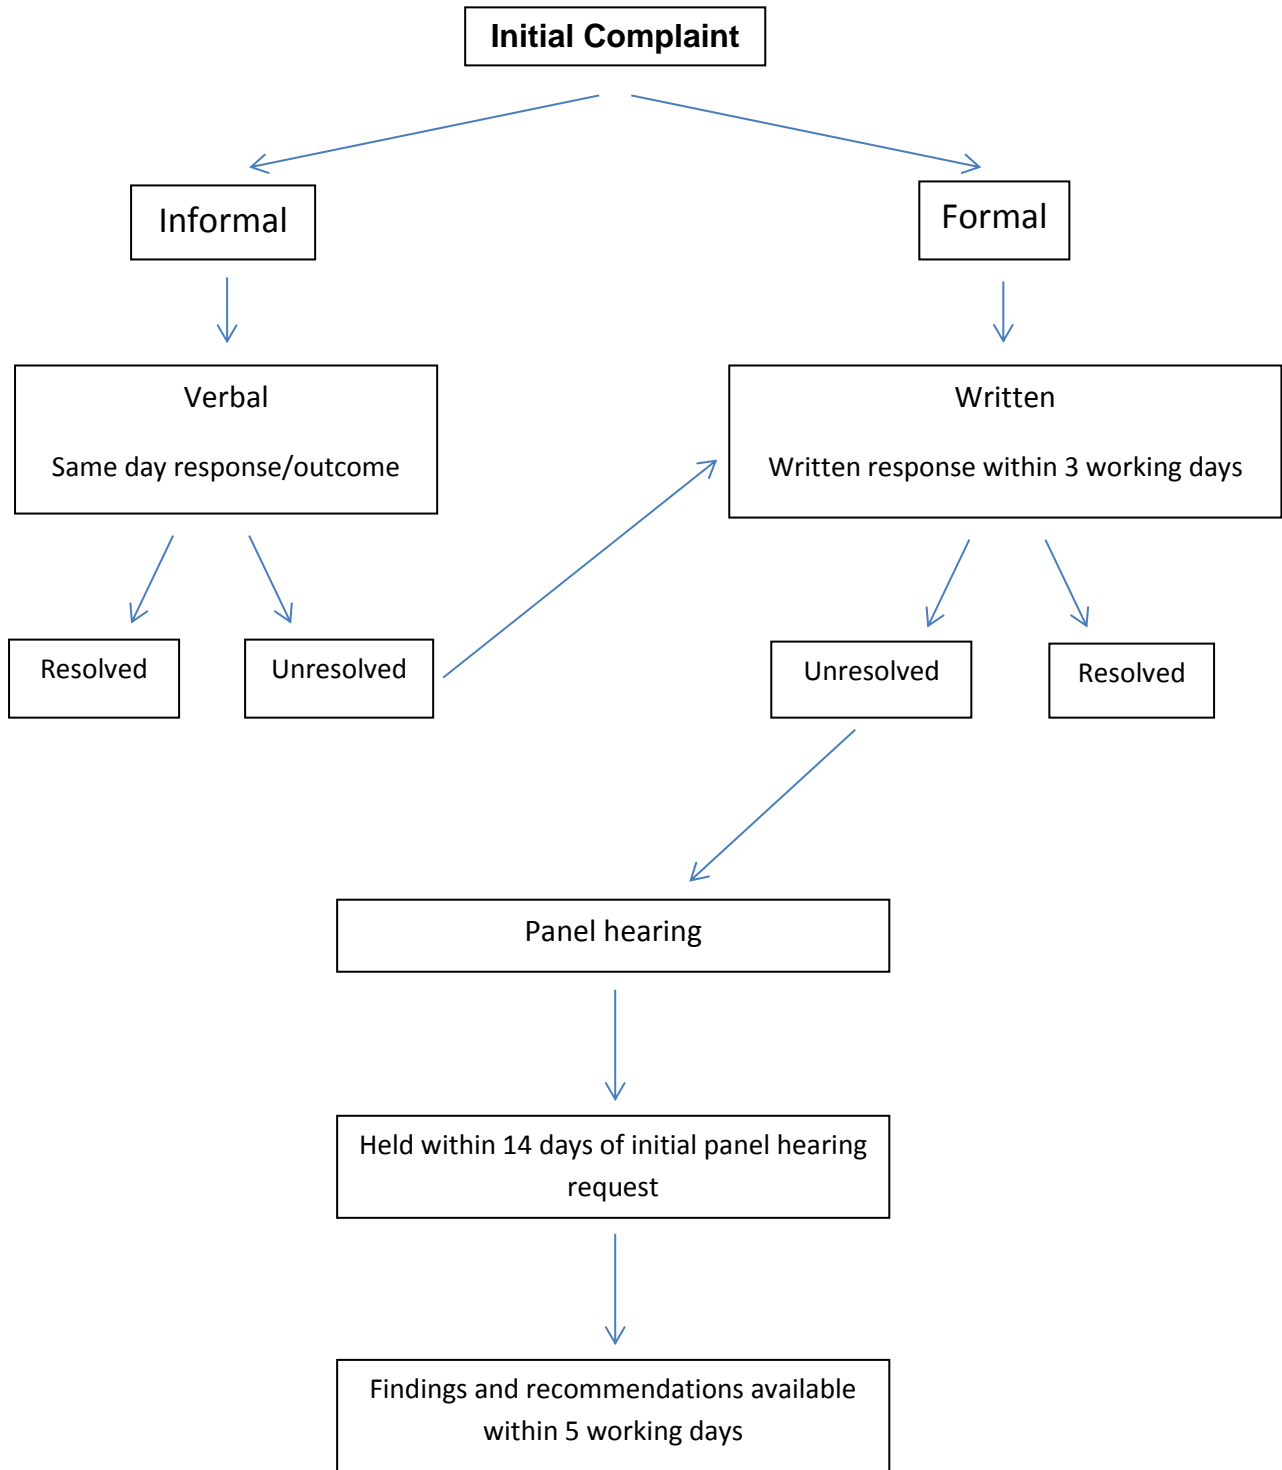 Initial Complaint
Informal
Formal
Verbal
Same day response/outcome
Written
Written response within 3 working days
Resolved
Unresolved
Unresolved
Resolved
Panel hearing
Held within 14 days of initial panel hearing
request
Findings and recommendations available
within 5 working days